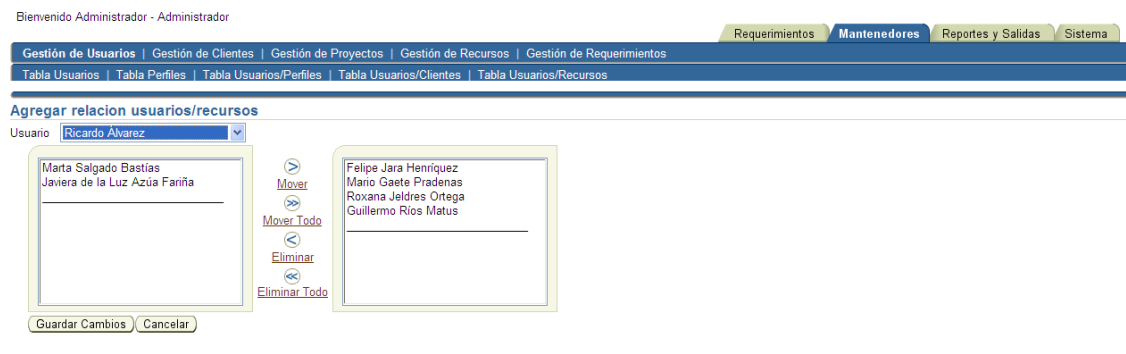 Bienvenido Administrador - Administrador
Requerimientos Mantenedores Reportes y Salidas Sistema
Gestión de Usuarios | Gestión de Clientes | Gestión de Proyectos | Gestión de Recursos | Gestión de Requerimientos
Tabla Usuarios | Tabla Perfiles | Tabla Usuarios/Perfiles | Tabla Usuarios/Clientes | Tabla Usuarios/Recursos
Agregar relacion usuarios/recursos
Usuario Ricardo Álvarez
Marta Salgado Bastías
Javiera de la Luz Azúa Fariña
Mover
Mover Todo
Eliminar
Eliminar Todo
Felipe Jara Henríquez
Mario Gaete Pradenas
Roxana Jeldres Ortega
Guillermo Ríos Matus
Guardar Cambios Cancelar